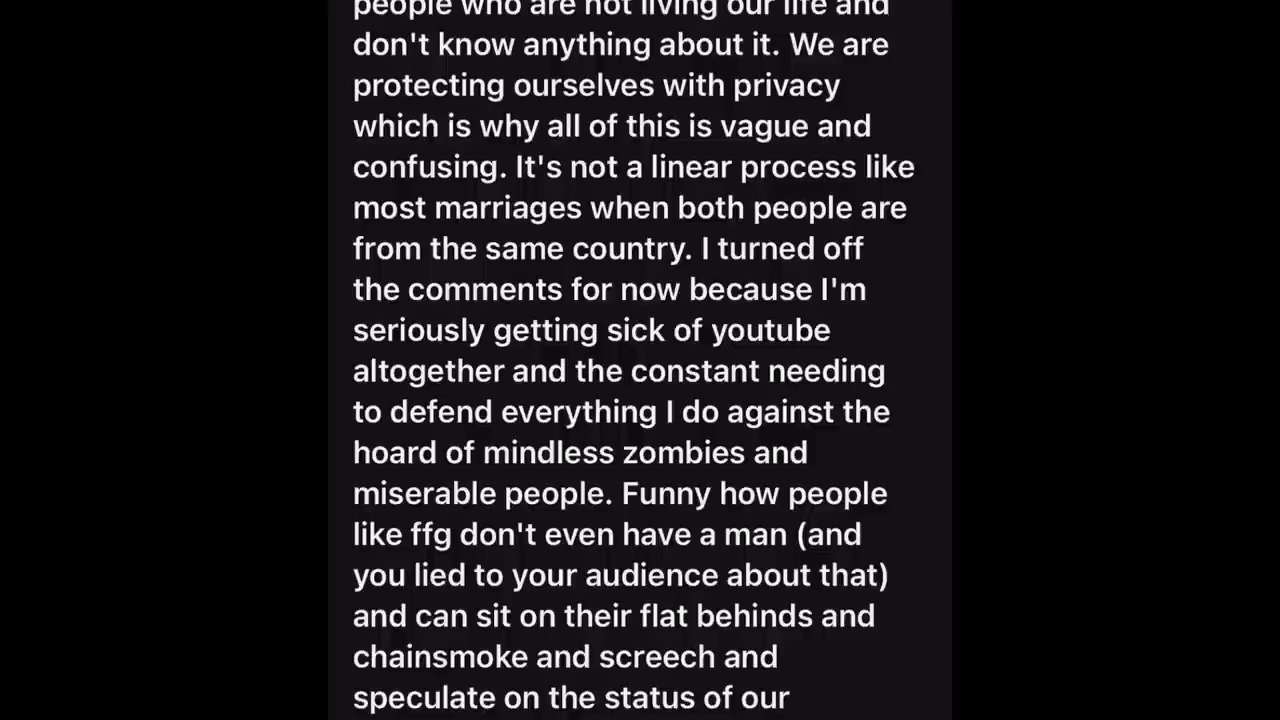 people who are not living our life and
don't know anything about it. We are
protecting ourselves with privacy
which is why all of this is vague and
confusing. It's not a linear process like
most marriages when both people are
from the same country. I turned off
the comments for now because I'm
seriously getting sick of youtube
altogether and the constant needing
to defend everything I do against the
hoard of mindless zombies and
miserable people. Funny how people
like ffg don't even have a man (and
you lied to your audience about that)
and can sit on their flat behinds and
chainsmoke and screech and
speculate on the status of our